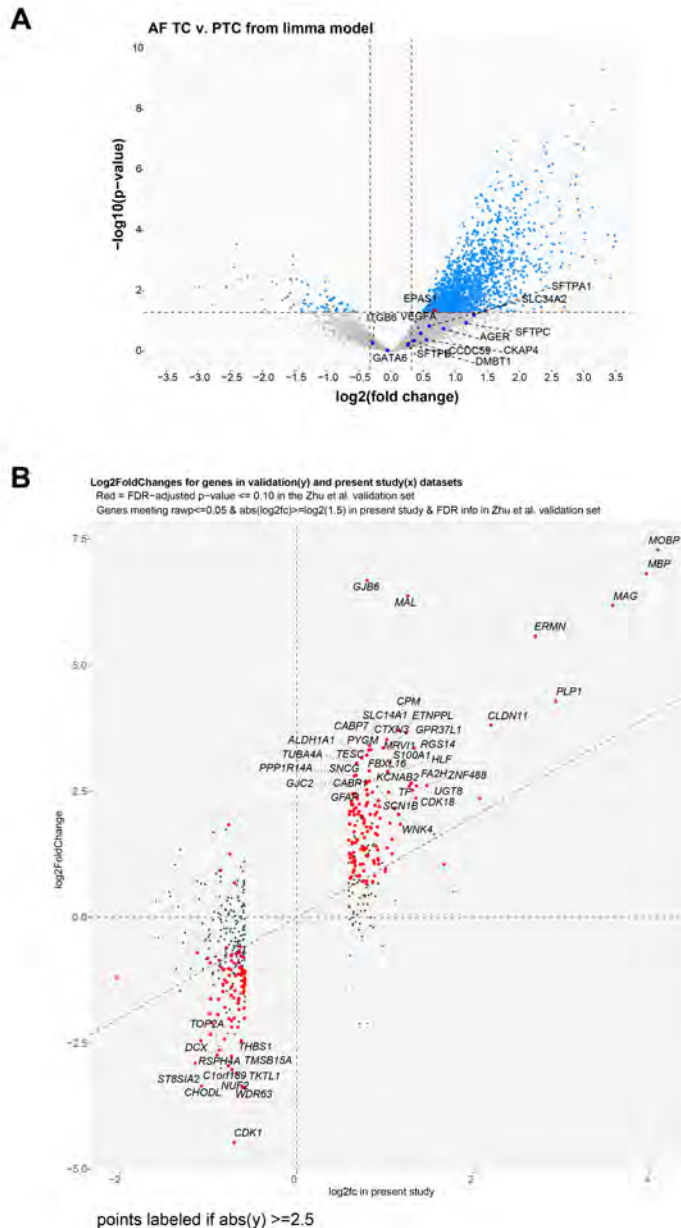 A
AF TC v. PTC from limma model
10
8
6
4
2
0
−log10(p−value)
EPAS1
SFTPA1
SLC34A2
ITGB6
VEGFA
SFTPC
AGER
GATA6
SFTPB
CCDC59
CKAP4
DMBT1
−3.5 −3.0 −2.5 −2.0 −1.5 −1.0 −0.5 0.0 0.5 1.0 1.5 2.0 2.5 3.0 3.5
log2(fold change)
B
Log2FoldChanges for genes in validation(y) and present study(x) datasets
Red = FDR−adjusted p−value <= 0.10 in the Zhu et al. validation set
Genes meeting rawp<=0.05 & abs(log2fc)>=log2(1.5) in present study & FDR info in Zhu et al. validation set
7.5
5.0
2.5
0.0
−2.5
−5.0
log2FoldChange
MOBP
MBP
GJB6
MAL
MAG
ERMN
PLP1
CPM
CLDN11
SLC14A1 ETNPPL
CABP7 CTXN3 GPR37L1
ALDH1A1 PYGM MRVI1 RGS14
TUBA4A TESC S100A1
PPP1R14A SNCG FBXL16 HLF
GJC2 CABR1 KCNAB2 FA2H ZNF488
GFAP TF UGT8
SCN1B CDK18
WNK4
TOP2A
DCX THBS1
RSPH4A TMSB15A
ST8SIA2 C1orf189 TKTL1
CHODL NUF2 WDR63
CDK1
−2 0 2 4
log2fc in present study
points labeled if abs(y) >=2.5